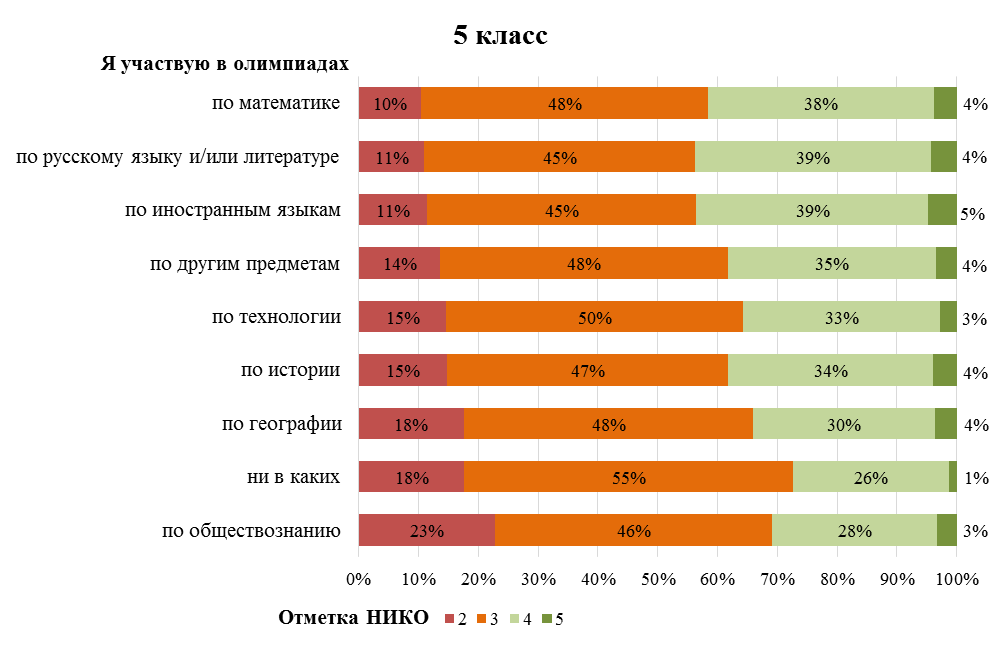 5 класс
Я участвую в олимпиадах
по математике 10% 48% 38% 4%
по русскому языку и/или литературе 11% 45% 39% 4%
по иностранным языкам 11% 45% 39% 5%
по другим предметам 14% 48% 35% 4%
по технологии 15% 50% 33% 3%
по истории 15% 47% 34% 4%
по географии 18% 48% 30% 4%
ни в каких 18% 55% 26% 1%
по обществознанию 23% 46% 28% 3%
0% 10% 20% 30% 40% 50% 60% 70% 80% 90% 100%
Отметка НИКО 2 3 4 5